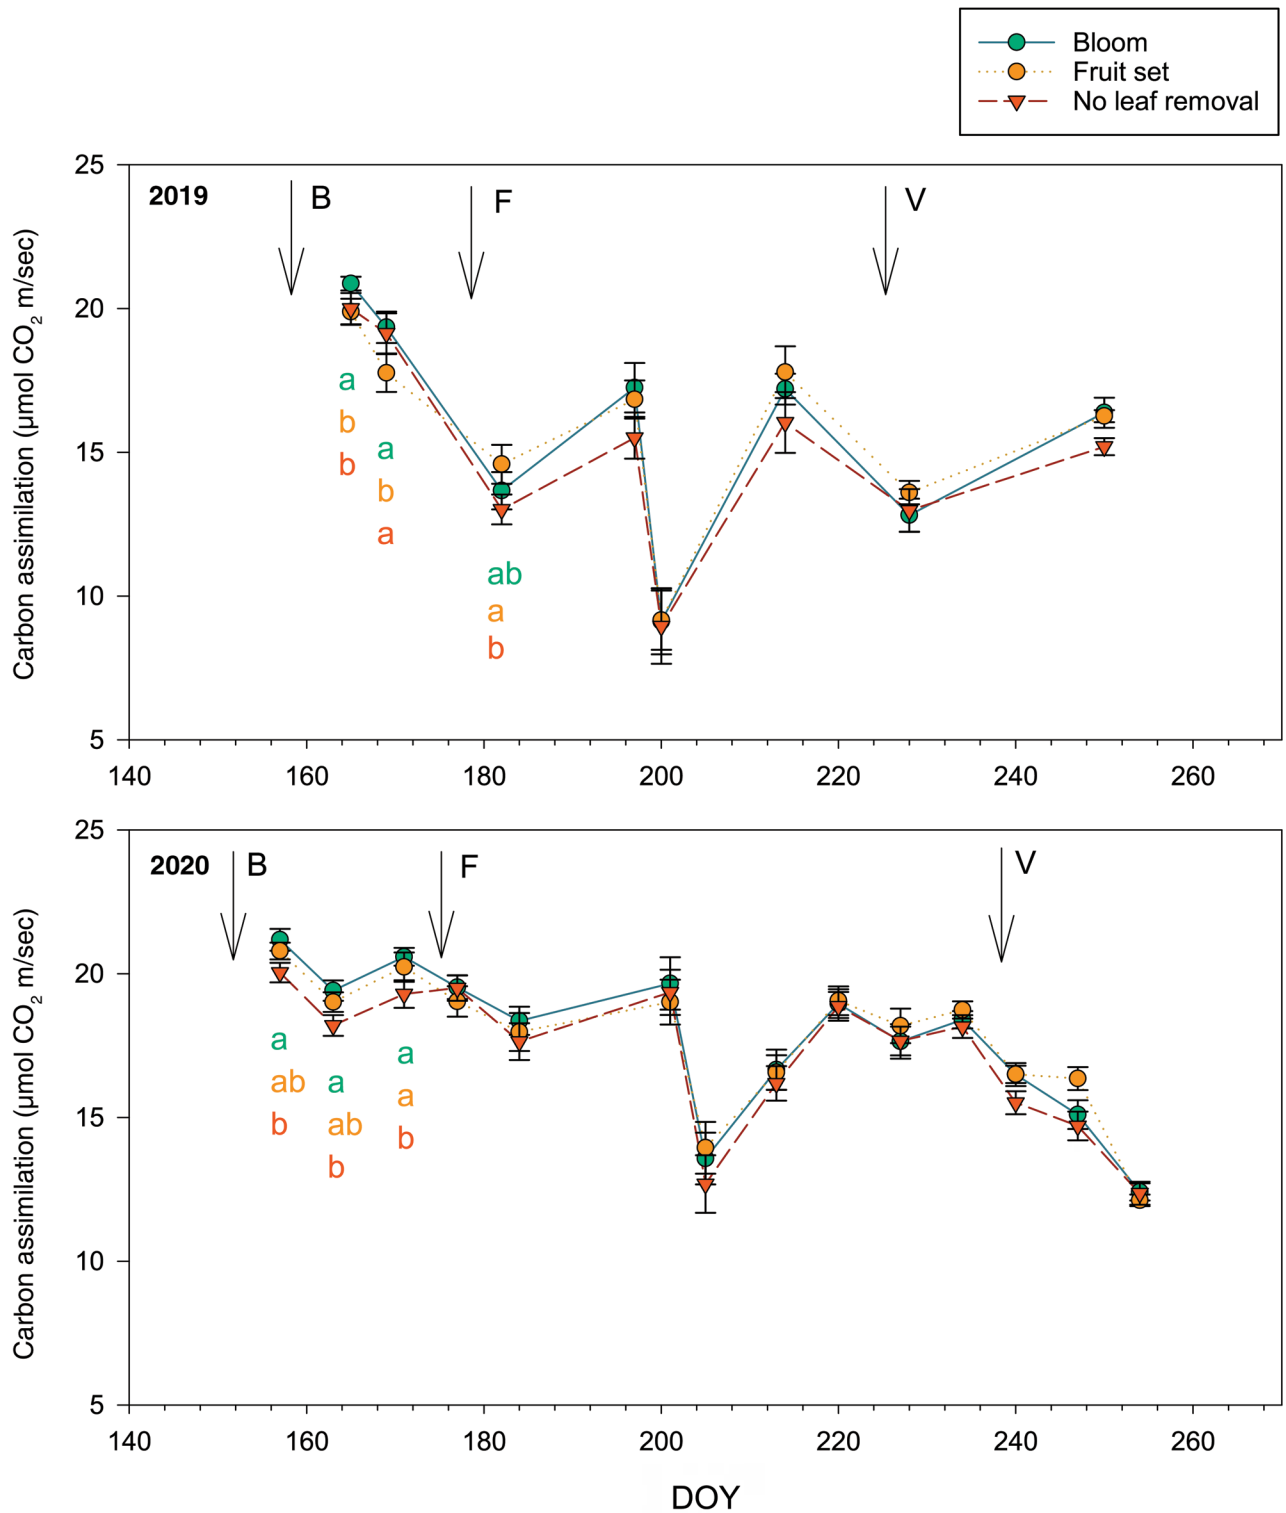 Bloom
Fruit set
No leaf removal
25
20
15
10
5
Carbon assimilation (µmol CO₂ m/sec)
2019
B
F
V
a
b
b
a
b
a
ab
a
b
140 160 180 200 220 240 260
25
20
15
10
5
Carbon assimilation (µmol CO₂ m/sec)
2020
B
F
V
a
ab
b
a
ab
b
a
a
b
140 160 180 200 220 240 260
DOY